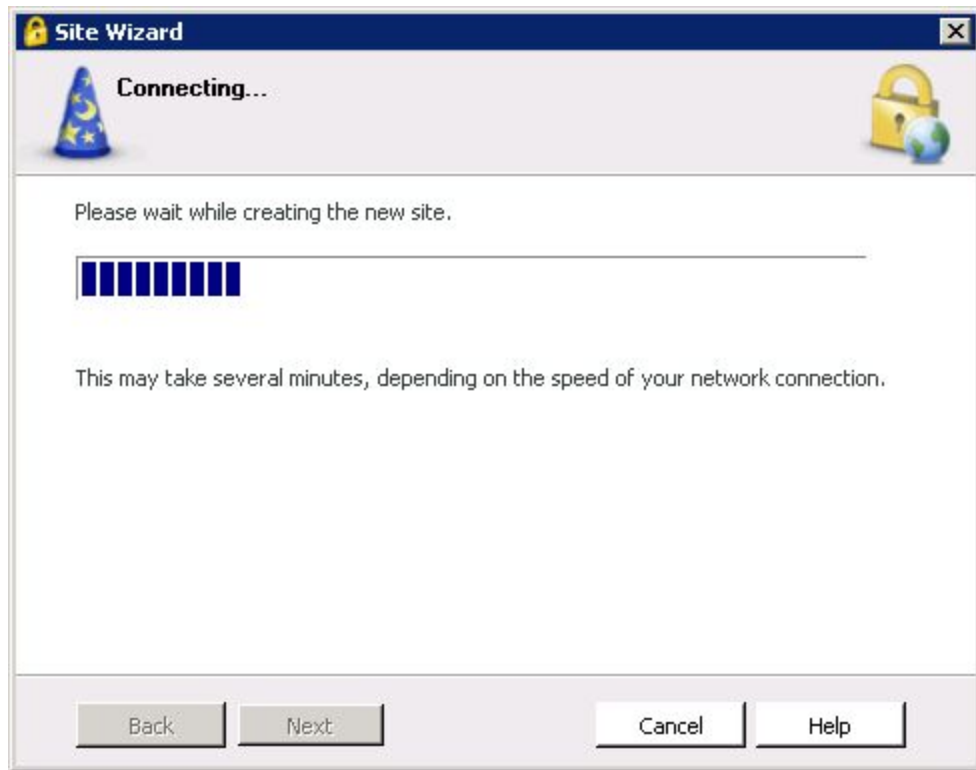 Site Wizard
Connecting...
Please wait while creating the new site.
This may take several minutes, depending on the speed of your network connection.
Back Next Cancel Help